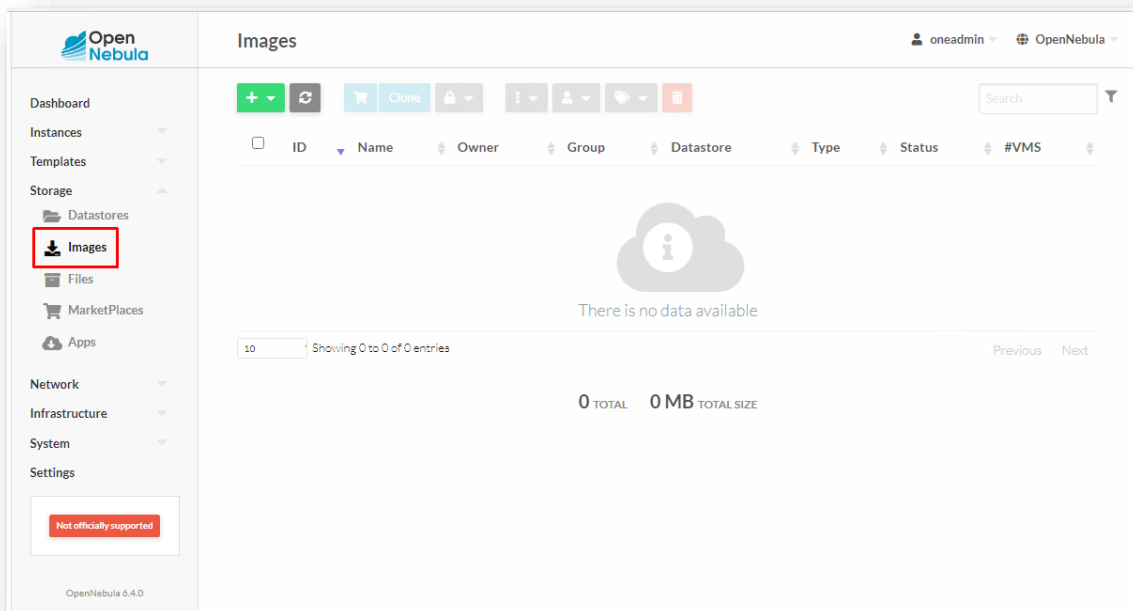 Open
Nebula
Images
oneadmin
OpenNebula
Dashboard
Instances
Templates
Storage
Datastores
Images
Files
MarketPlaces
Apps
Network
Infrastructure
System
Settings
Not officially supported
OpenNebula 6.4.0
Clone
Search
ID Name Owner Group Datastore Type Status #VMS
There is no data available
10 Showing 0 to 0 of 0 entries
Previous Next
0 TOTAL 0 MB TOTAL SIZE